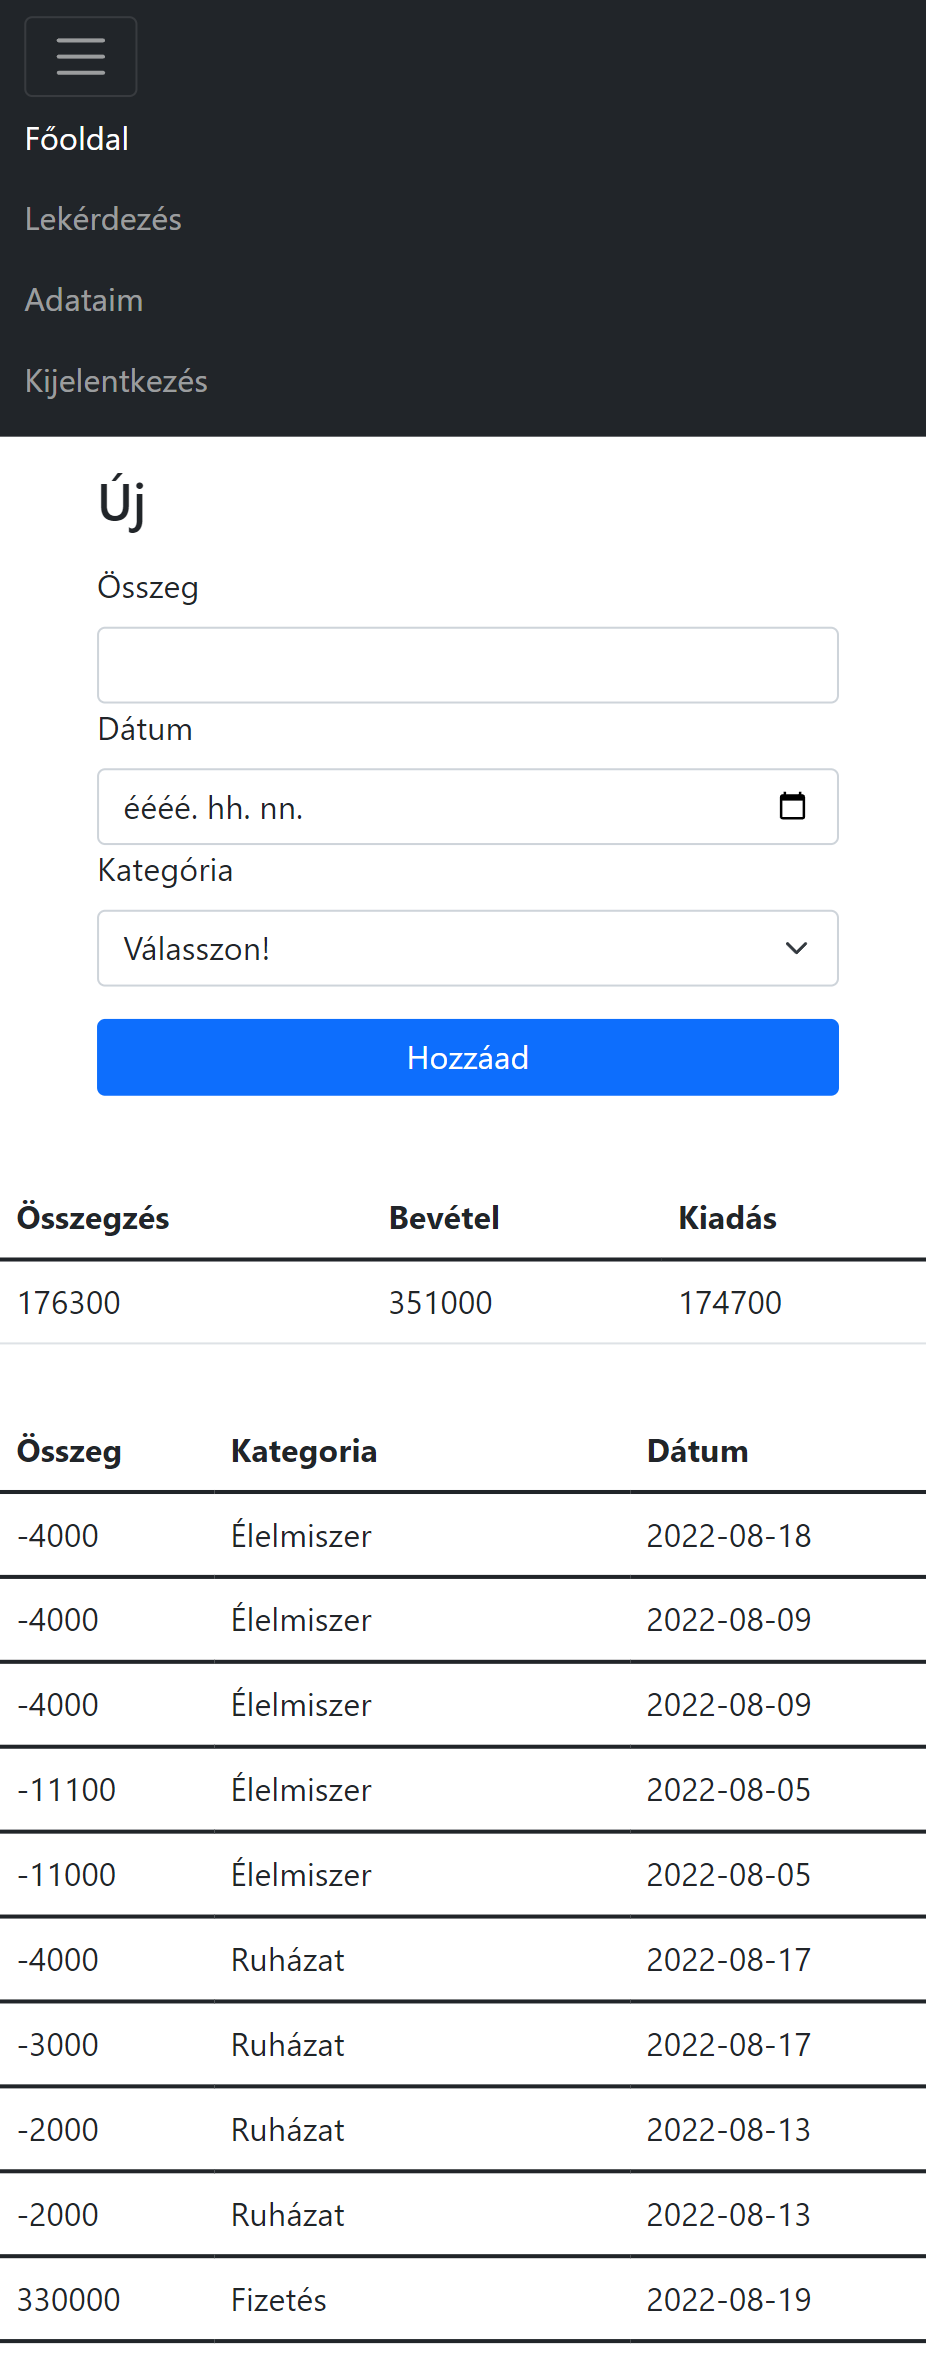 Főoldal
Lekérdezés
Adataim
Kijelentkezés
Új
Összeg
Dátum
éééé. hh. nn.
Kategória
Válasszon!
Hozzáad
Összegzés Bevétel Kiadás
176300 351000 174700
Összeg Kategoria Dátum
-4000 Élelmiszer 2022-08-18
-4000 Élelmiszer 2022-08-09
-4000 Élelmiszer 2022-08-09
-11100 Élelmiszer 2022-08-05
-11000 Élelmiszer 2022-08-05
-4000 Ruházat 2022-08-17
-3000 Ruházat 2022-08-17
-2000 Ruházat 2022-08-13
-2000 Ruházat 2022-08-13
330000 Fizetés 2022-08-19